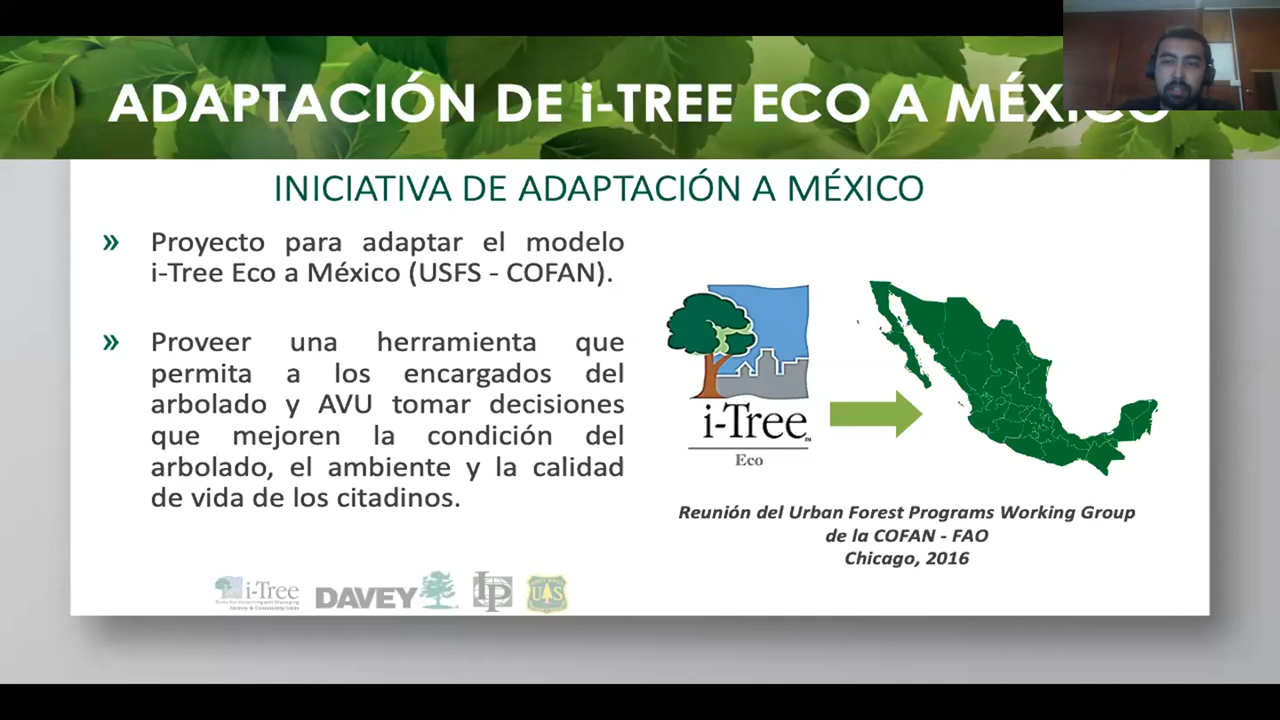 ADAPTACIÓN DE i-TREE ECO A MÉXICO
INICIATIVA DE ADAPTACIÓN A MÉXICO
» Proyecto para adaptar el modelo
i-Tree Eco a México (USFS - COFAN).
» Proveer una herramienta que
permita a los encargados del
arbolado y AVU tomar decisiones
que mejoren la condición del
arbolado, el ambiente y la calidad
de vida de los citadinos.
i-Tree™
Eco
Reunión del Urban Forest Programs Working Group
de la COFAN - FAO
Chicago, 2016
i-Tree
DAVEY
IP
U S